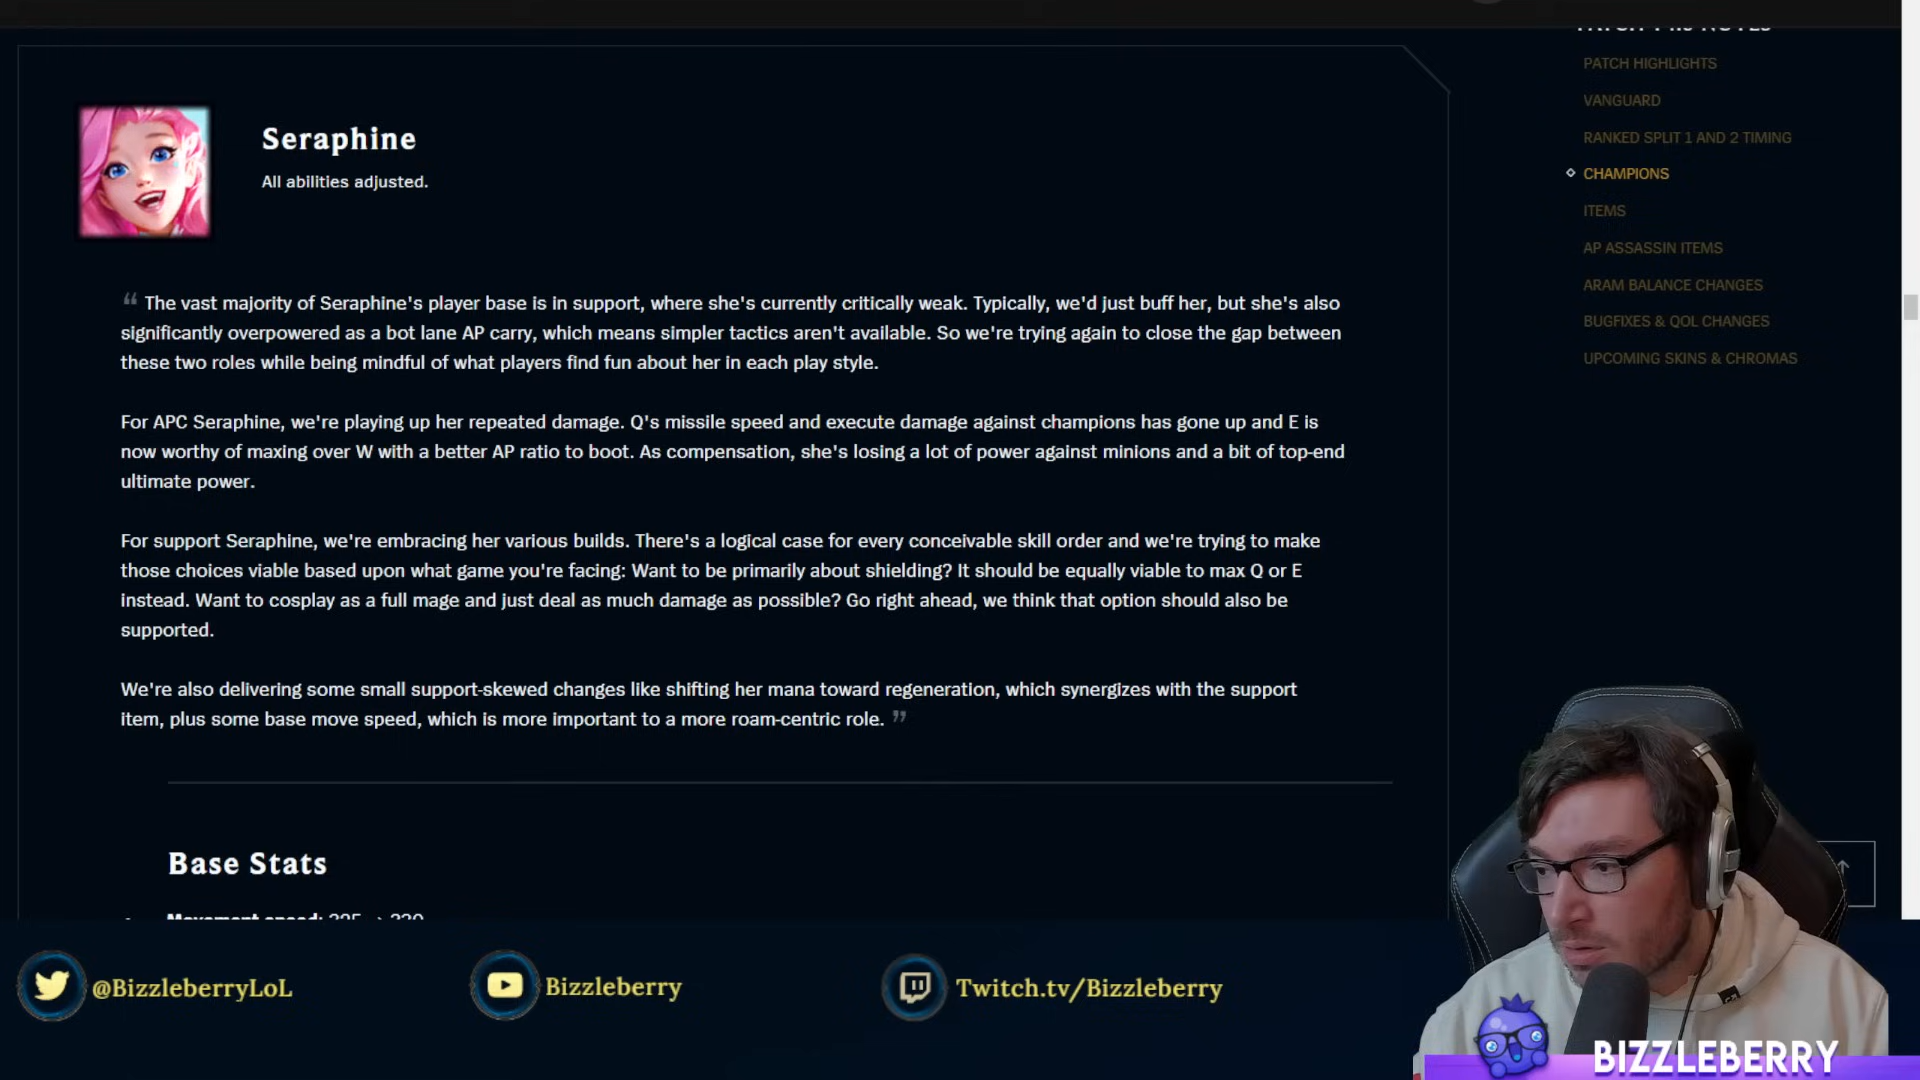 Seraphine
All abilities adjusted.
“ The vast majority of Seraphine's player base is in support, where she's currently critically weak. Typically, we'd just buff her, but she's also
significantly overpowered as a bot lane AP carry, which means simpler tactics aren't available. So we're trying again to close the gap between
these two roles while being mindful of what players find fun about her in each play style.
For APC Seraphine, we're playing up her repeated damage. Q's missile speed and execute damage against champions has gone up and E is
now worthy of maxing over W with a better AP ratio to boot. As compensation, she's losing a lot of power against minions and a bit of top-end
ultimate power.
For support Seraphine, we're embracing her various builds. There's a logical case for every conceivable skill order and we're trying to make
those choices viable based upon what game you're facing: Want to be primarily about shielding? It should be equally viable to max Q or E
instead. Want to cosplay as a full mage and just deal as much damage as possible? Go right ahead, we think that option should also be
supported.
We're also delivering some small support-skewed changes like shifting her mana toward regeneration, which synergizes with the support
item, plus some base move speed, which is more important to a more roam-centric role. ”
Base Stats
Movement speed:
PATCH HIGHLIGHTS
VANGUARD
RANKED SPLIT 1 AND 2 TIMING
CHAMPIONS
ITEMS
AP ASSASSIN ITEMS
ARAM BALANCE CHANGES
BUGFIXES & QOL CHANGES
UPCOMING SKINS & CHROMAS
@BizzleberryLoL
Bizzleberry
Twitch.tv/Bizzleberry
BIZZLEBERRY